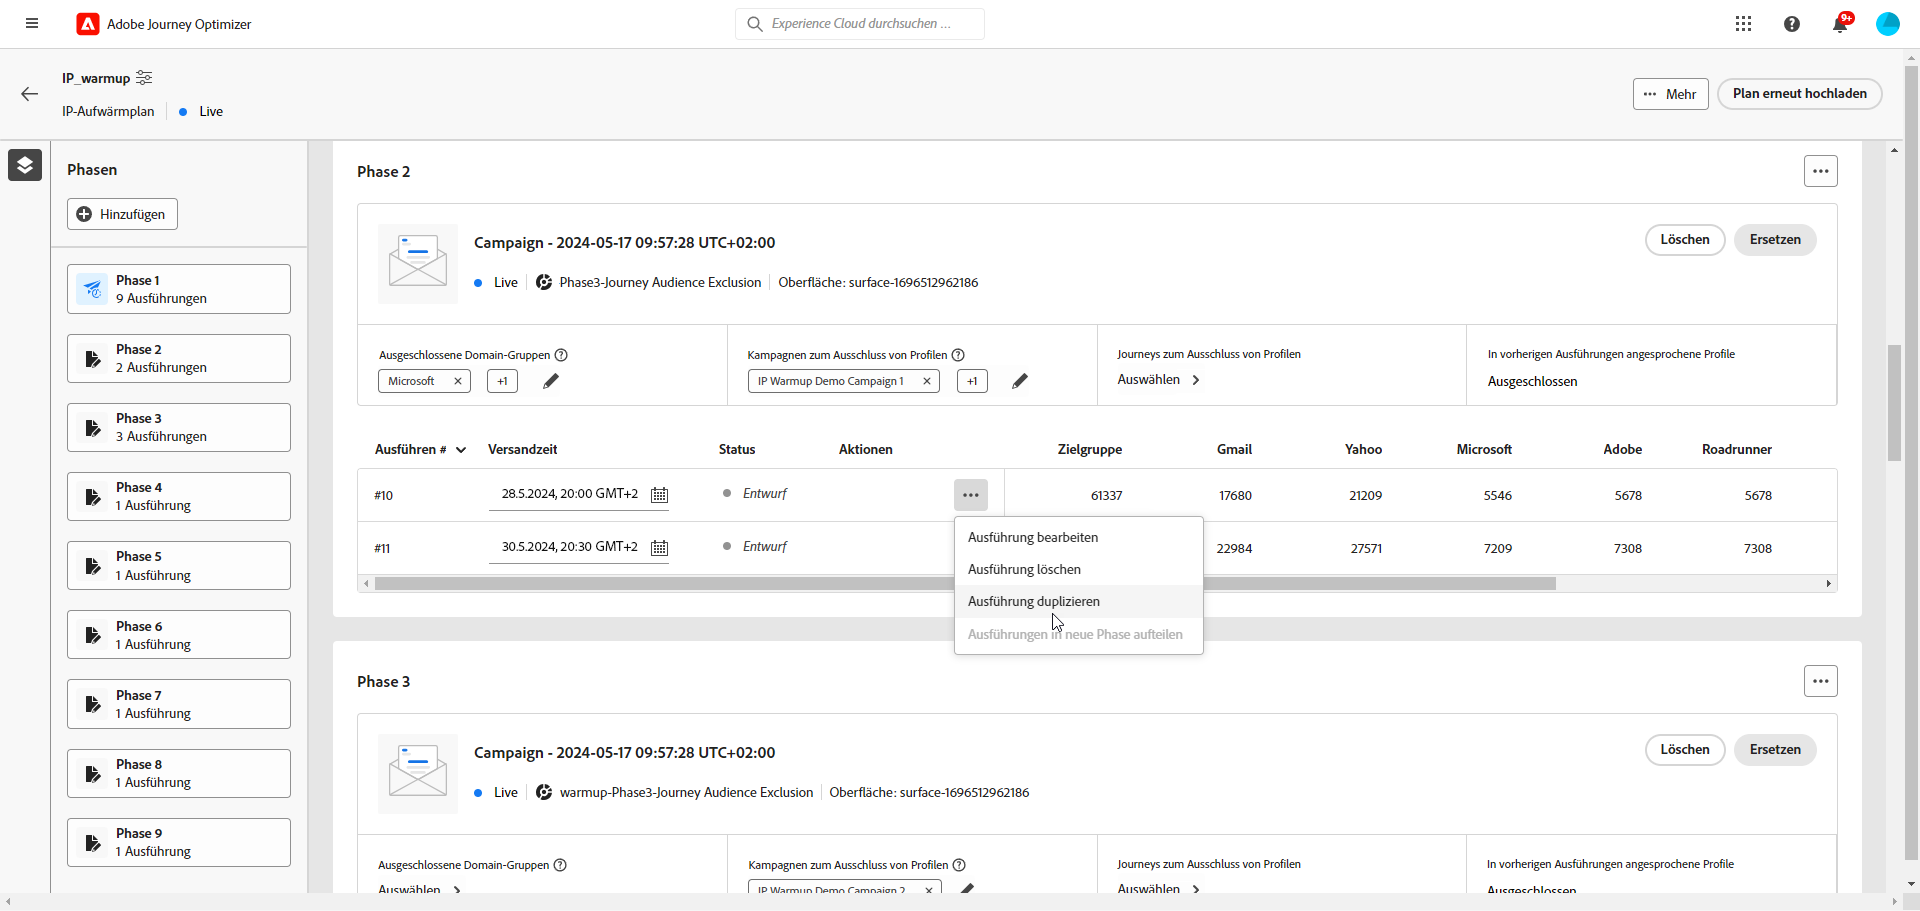 Adobe Journey Optimizer
Experience Cloud durchsuchen ...
9+
IP_warmup
IP-Aufwärmplan
Live
Mehr
Plan erneut hochladen
Phasen
Hinzufügen
Phase 1
9 Ausführungen
Phase 2
2 Ausführungen
Phase 3
3 Ausführungen
Phase 4
1 Ausführung
Phase 5
1 Ausführung
Phase 6
1 Ausführung
Phase 7
1 Ausführung
Phase 8
1 Ausführung
Phase 9
1 Ausführung
Phase 2
Campaign - 2024-05-17 09:57:28 UTC+02:00
Löschen
Ersetzen
Live
Phase3-Journey Audience Exclusion
Oberfläche: surface-1696512962186
Ausgeschlossene Domain-Gruppen
Microsoft
+1
Kampagnen zum Ausschluss von Profilen
IP Warmup Demo Campaign 1
+1
Journeys zum Ausschluss von Profilen
Auswählen
In vorherigen Ausführungen angesprochene Profile
Ausgeschlossen
Ausführen # Versandzeit Status Aktionen Zielgruppe Gmail Yahoo Microsoft Adobe Roadrunner
#10 28.5.2024, 20:00 GMT+2 Entwurf 61337 17680 21209 5546 5678 5678
#11 30.5.2024, 20:30 GMT+2 Entwurf 22984 27571 7209 7308 7308
Ausführung bearbeiten
Ausführung löschen
Ausführung duplizieren
Ausführungen in neue Phase aufteilen
Phase 3
Campaign - 2024-05-17 09:57:28 UTC+02:00
Löschen
Ersetzen
Live
warmup-Phase3-Journey Audience Exclusion
Oberfläche: surface-1696512962186
Ausgeschlossene Domain-Gruppen
Auswählen
Kampagnen zum Ausschluss von Profilen
IP Warmup Demo Campaign 2
Journeys zum Ausschluss von Profilen
Auswählen
In vorherigen Ausführungen angesprochene Profile
Ausgeschlossen